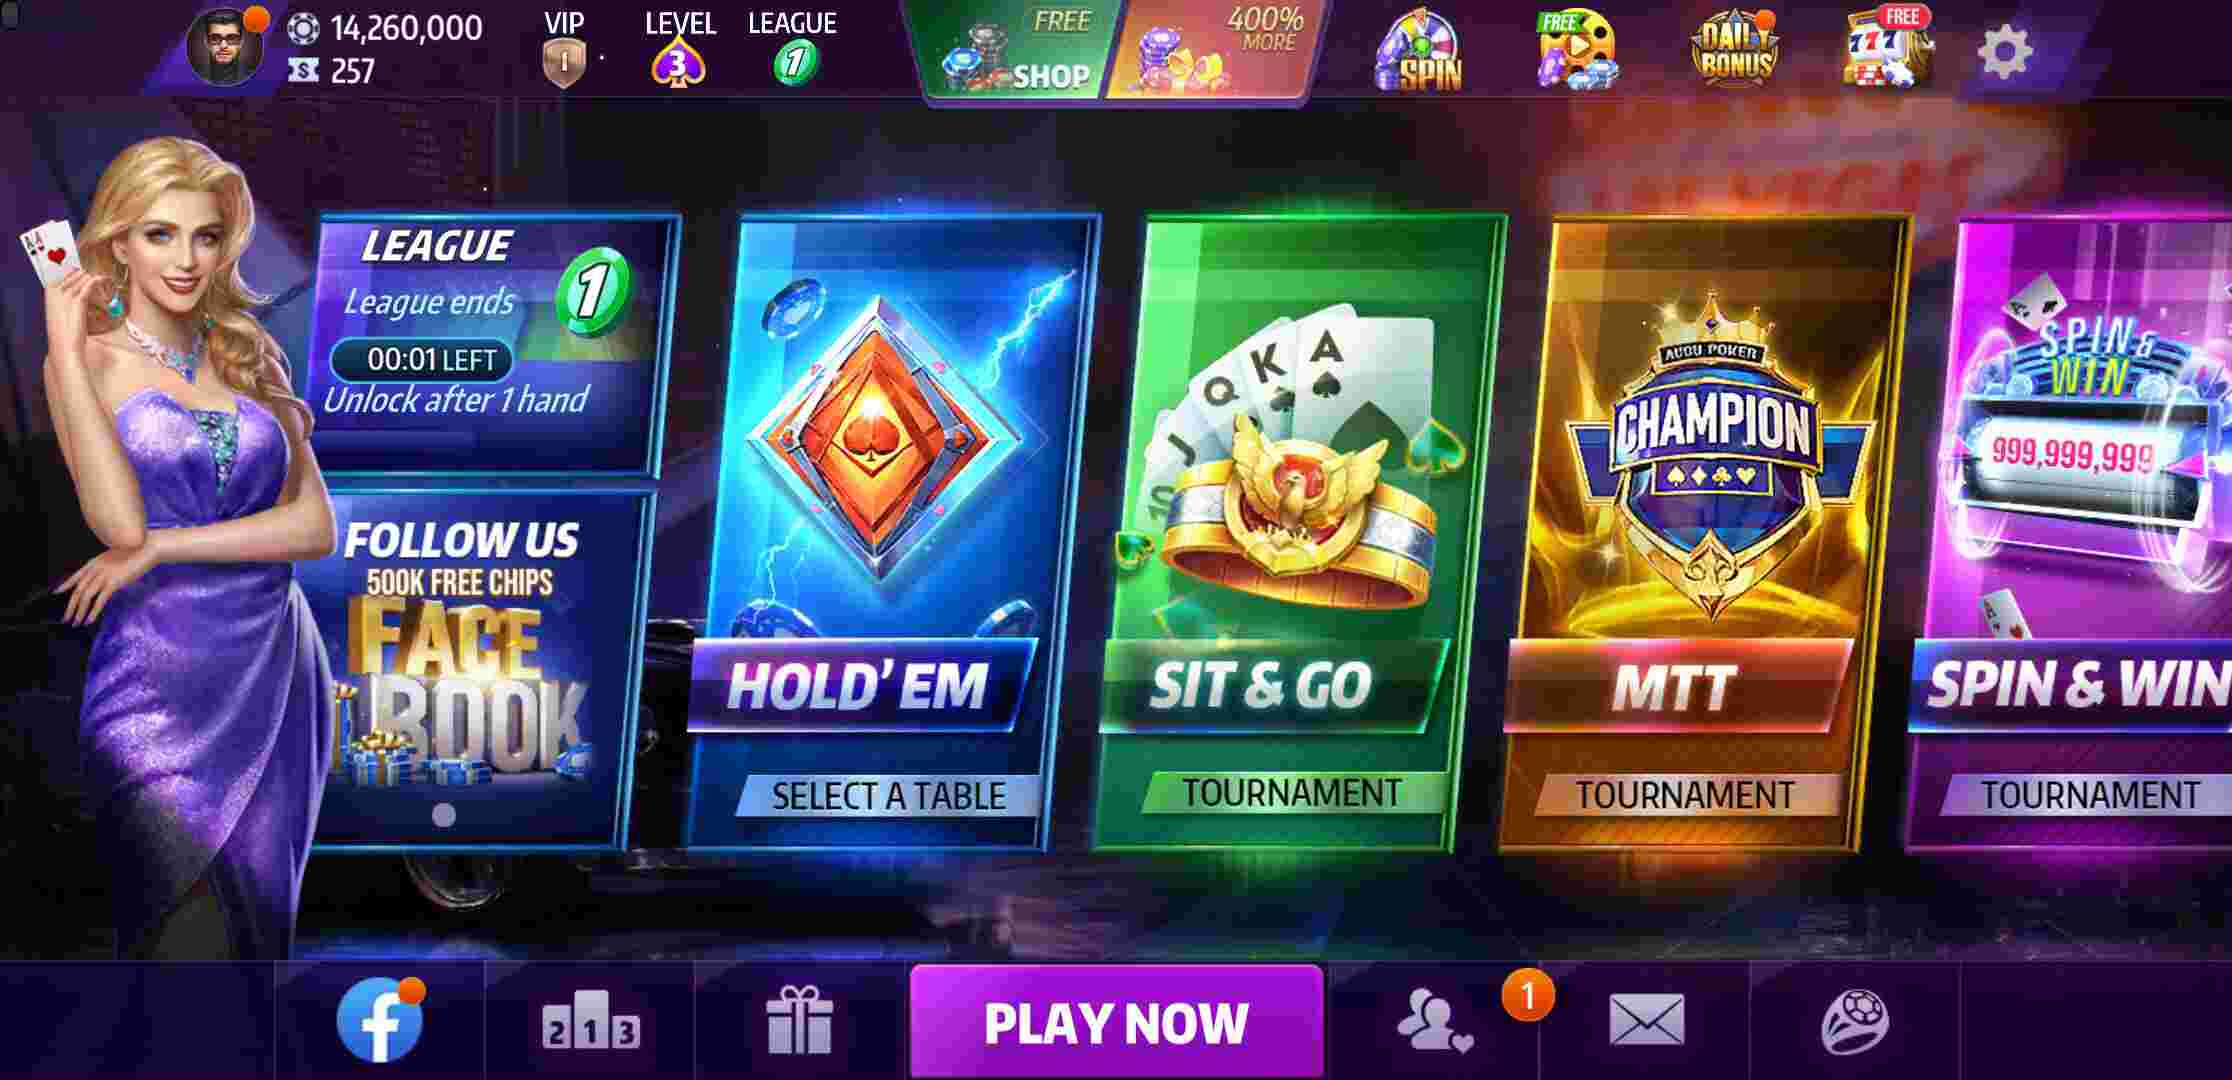 14,260,000
257
VIP
1
LEVEL
3
LEAGUE
1
FREE
SHOP
400%
MORE
SPIN
FREE
DAILY
BONUS
FREE
777
LEAGUE
League ends
1
00:01 LEFT
Unlock after 1 hand
FOLLOW US
500K FREE CHIPS
FACE
BOOK
A A
HOLD' EM
SELECT A TABLE
10 J Q K A
SIT & GO
TOURNAMENT
CHAMPION
MTT
TOURNAMENT
SPIN &
WIN
999,999,999
A
SPIN & WIN
TOURNAMENT
f
2 1 3
PLAY NOW
1